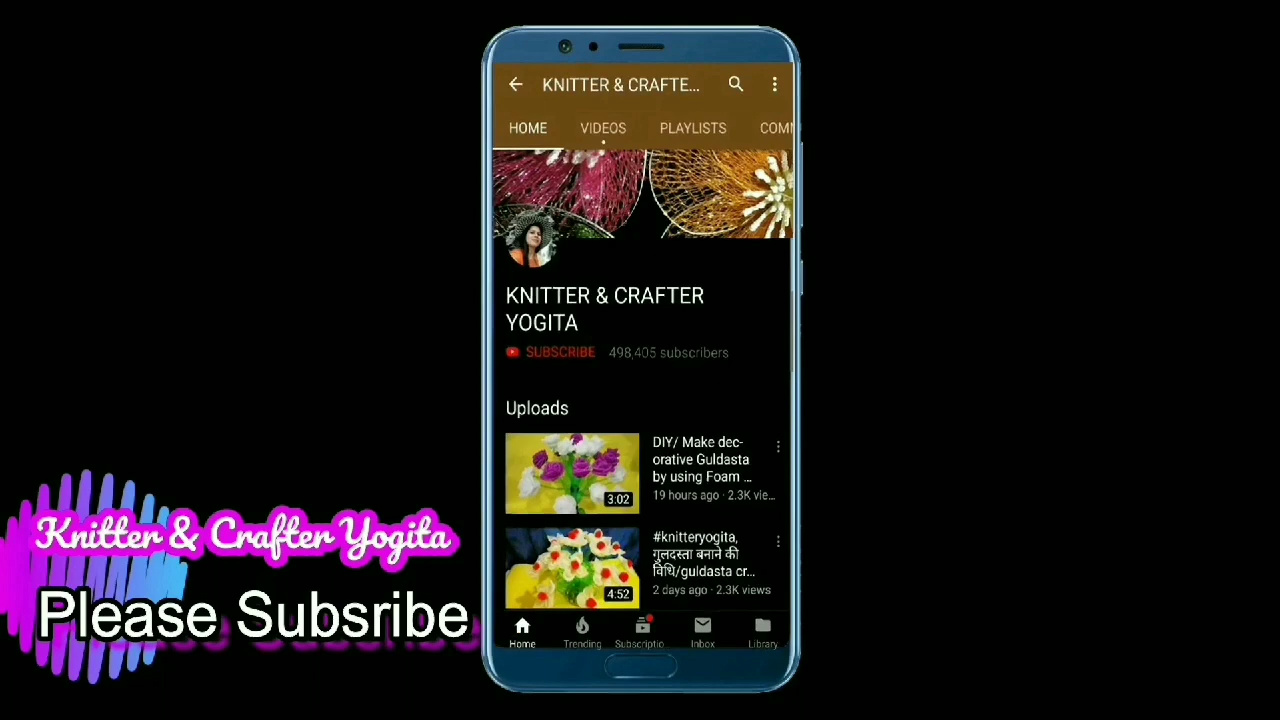 KNITTER & CRAFTE...
HOME VIDEOS PLAYLISTS COM
KNITTER & CRAFTER
YOGITA
SUBSCRIBE 498,405 subscribers
Uploads
DIY/ Make dec-
orative Guldasta
by using Foam ...
3:02
19 hours ago · 2.3K vie...
#knitteryogita,
गुलदस्ता बनाने की
विधि/guldasta cr...
4:52
2 days ago · 2.3K views
Home Trending Subscriptio Inbox Library
Knitter & Crafter Yogita
Please Subsribe